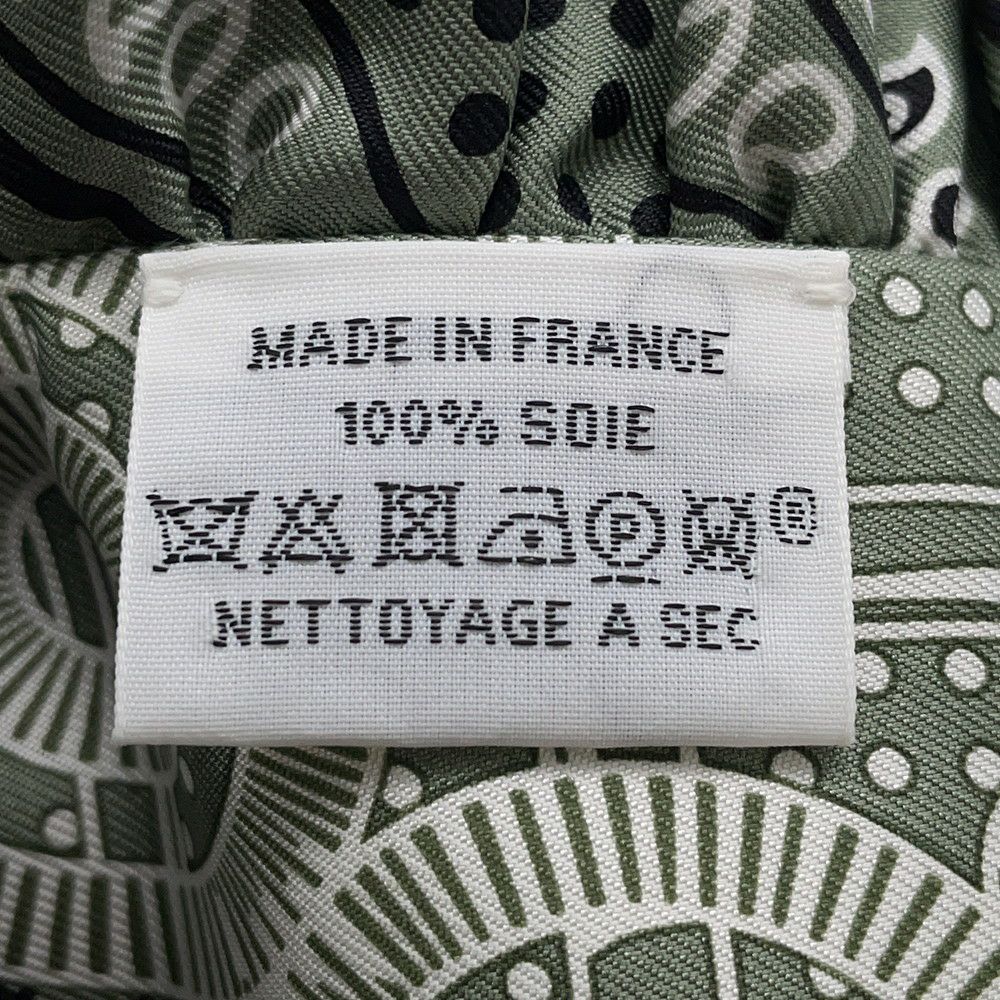 MADE IN FRANCE
100% SOIE
P ®
NETTOYAGE A SEC